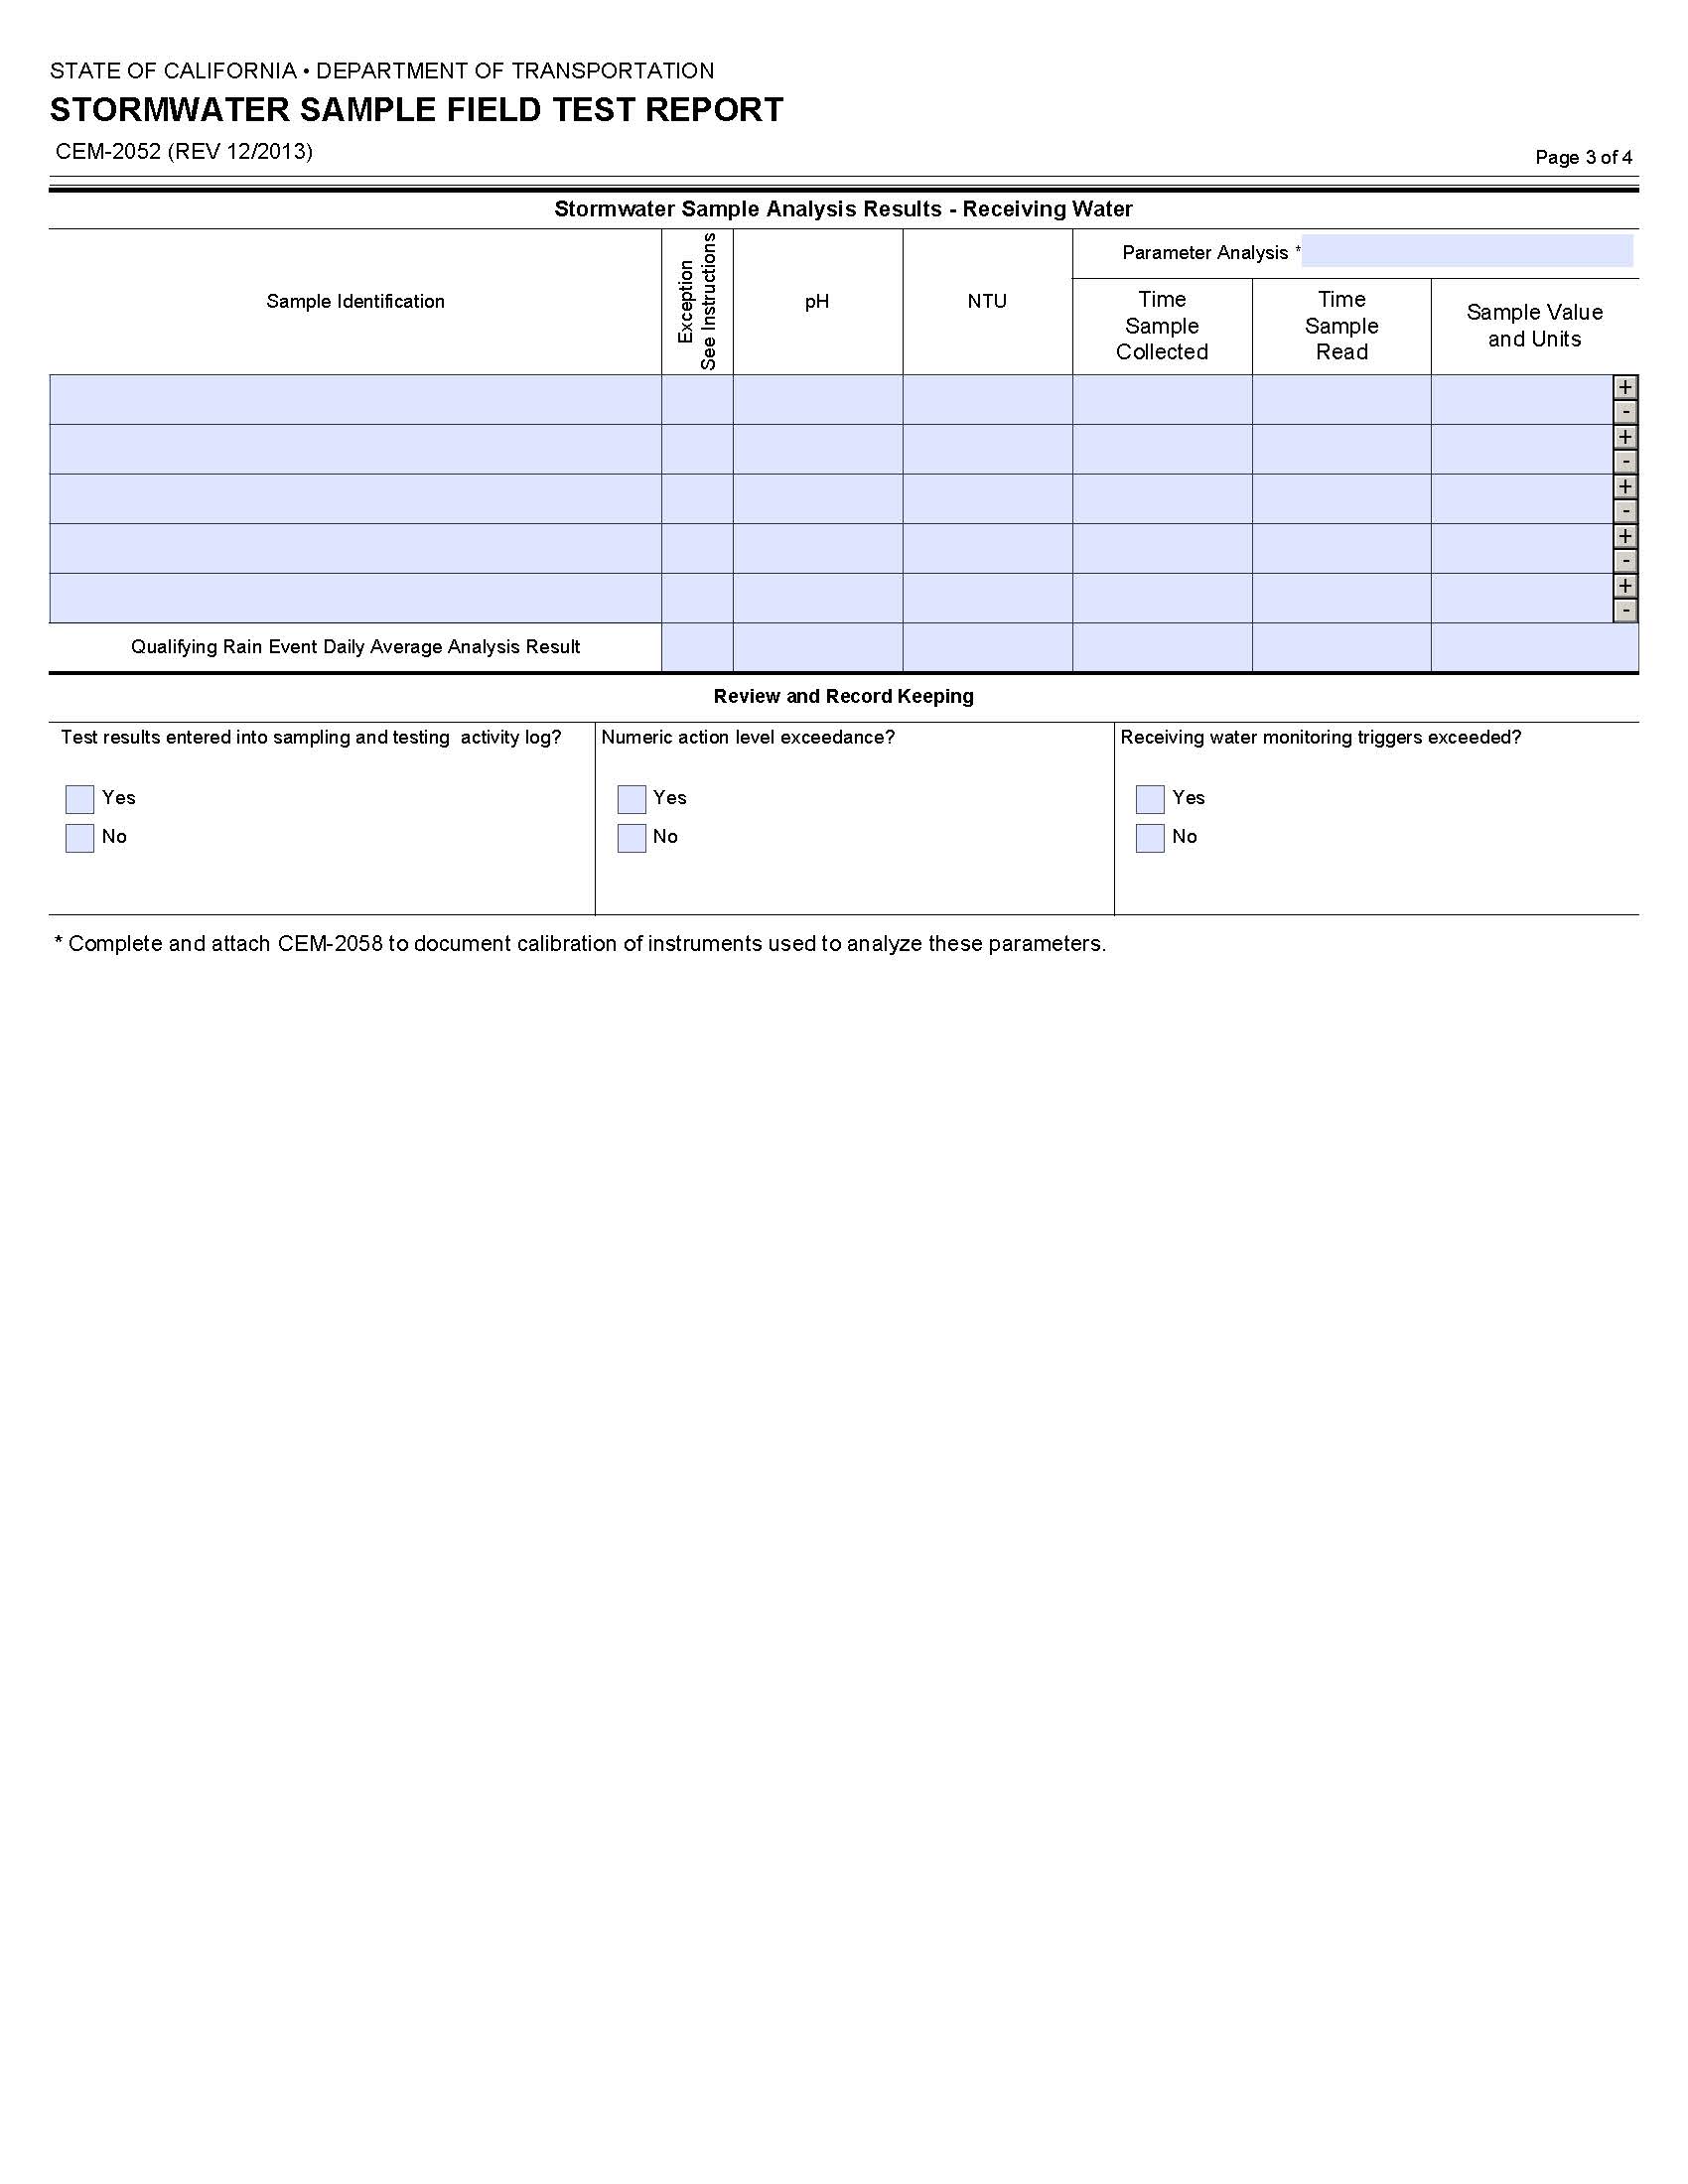 STATE OF CALIFORNIA • DEPARTMENT OF TRANSPORTATION
STORMWATER SAMPLE FIELD TEST REPORT
CEM-2052 (REV 12/2013)
Page 3 of 4
Stormwater Sample Analysis Results - Receiving Water
Sample Identification
Exception
See Instructions
pH
NTU
Parameter Analysis *
Time
Sample
Collected
Time
Sample
Read
Sample Value
and Units
+
-
+
-
+
-
+
-
+
-
Qualifying Rain Event Daily Average Analysis Result
Review and Record Keeping
Test results entered into sampling and testing  activity log?
Yes
No
Numeric action level exceedance?
Yes
No
Receiving water monitoring triggers exceeded?
Yes
No
* Complete and attach CEM-2058 to document calibration of instruments used to analyze these parameters.